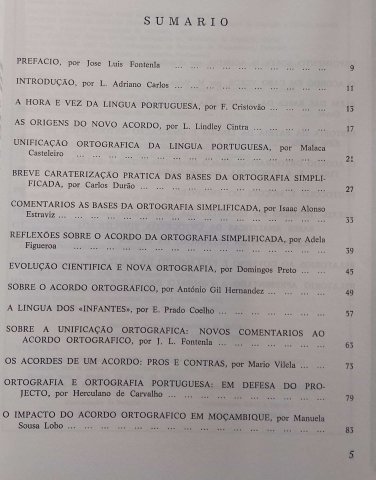 SUMARIO
PREFACIO, por Jose Luis Fontenla ... ... ... ... ... ... ... ... ... ... 9
INTRODUÇÃO, por L. Adriano Carlos ... ... ... ... ... ... ... ... ... 11
A HORA E VEZ DA LINGUA PORTUGUESA, por F. Cristovão ... ... ... 15
AS ORIGENS DO NOVO ACORDO, por L. Lindley Cintra ... ... ... ... 17
UNIFICAÇÃO ORTOGRAFICA DA LINGUA PORTUGUESA, por Malaca
Casteleiro ... ... ... ... ... ... ... ... ... ... ... ... ... 21
BREVE CARATERIZAÇÃO PRATICA DAS BASES DA ORTOGRAFIA SIMPLI-
FICADA, por Carlos Durão ... ... ... ... ... ... ... ... ... ... 27
COMENTARIOS AS BASES DA ORTOGRAFIA SIMPLIFICADA, por Isaac Alonso
Estraviz ... ... ... ... ... ... ... ... ... ... ... ... ... 33
REFLEXÕES SOBRE O ACORDO DA ORTOGRAFIA SIMPLIFICADA, por Adela
Figueroa ... ... ... ... ... ... ... ... ... ... ... ... ... 39
EVOLUÇÃO CIENTIFICA E NOVA ORTOGRAFIA, por Domingos Preto ... 45
SOBRE O ACORDO ORTOGRAFICO, por António Gil Hernandez ... ... ... 49
A LINGUA DOS «INFANTES», por E. Prado Coelho ... ... ... ... ... 57
SOBRE A UNIFICAÇÃO ORTOGRAFICA: NOVOS COMENTARIOS AO
ACORDO ORTOGRAFICO, por J. L. Fontenla ... ... ... ... ... ... 63
OS ACORDES DE UM ACORDO: PROS E CONTRAS, por Mario Vilela ... ... 73
ORTOGRAFIA E ORTOGRAFIA PORTUGUESA: EM DEFESA DO PRO-
JECTO, por Herculano de Carvalho ... ... ... ... ... ... ... ... 79
O IMPACTO DO ACORDO ORTOGRAFICO EM MOÇAMBIQUE, por Manuela
Sousa Lobo ... ... ... ... ... ... ... ... ... ... ... ... ... 83
5